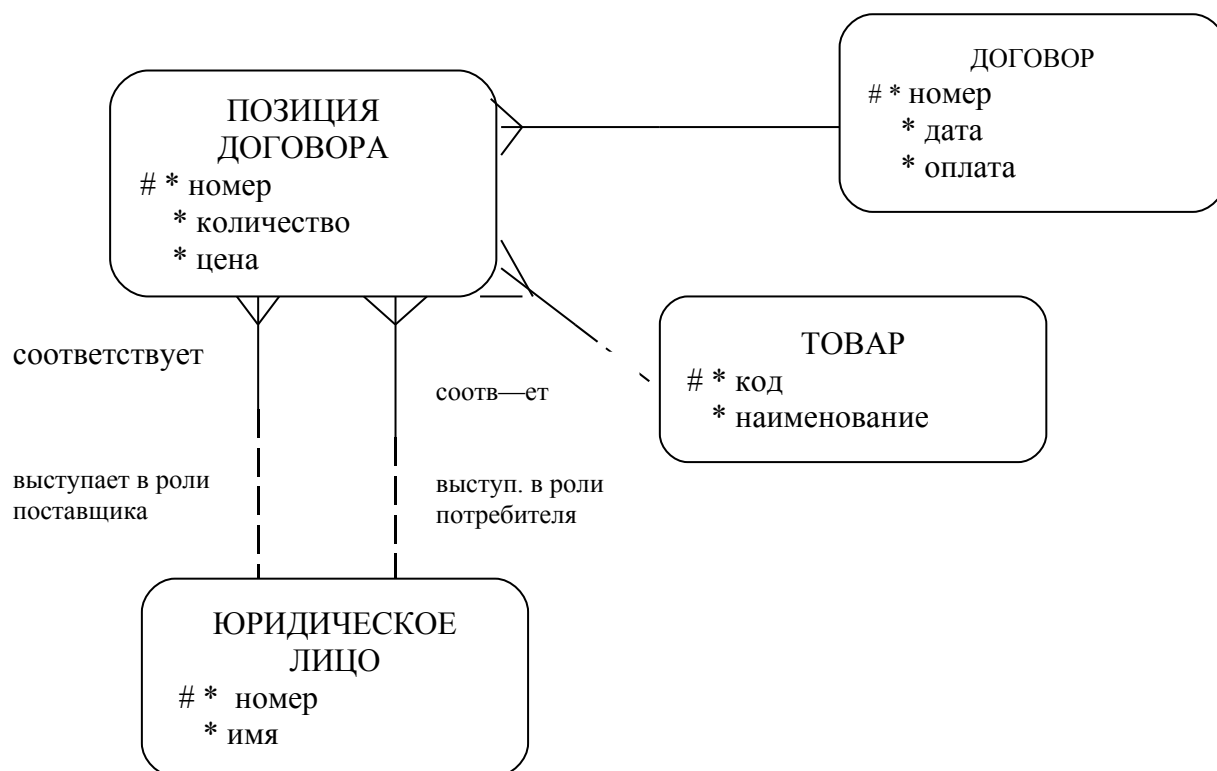 ДОГОВОР
# * номер
* дата
* оплата
ПОЗИЦИЯ
ДОГОВОРА
# * номер
* количество
* цена
ТОВАР
# * код
* наименование
соответствует
соотв—ет
выступает в роли
поставщика
выступ. в роли
потребителя
ЮРИДИЧЕСКОЕ
ЛИЦО
# * номер
* имя